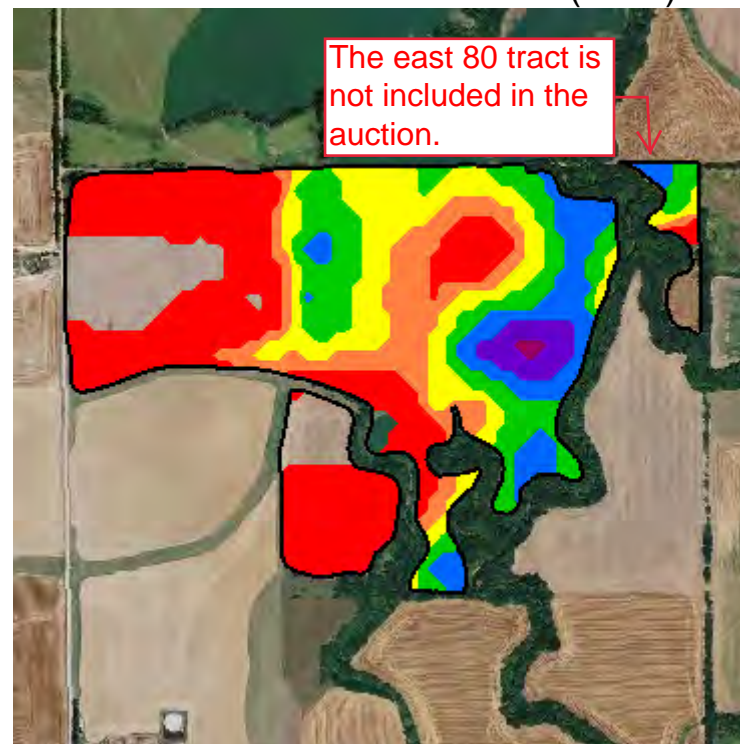 The east 80 tract is
not included in the
auction.